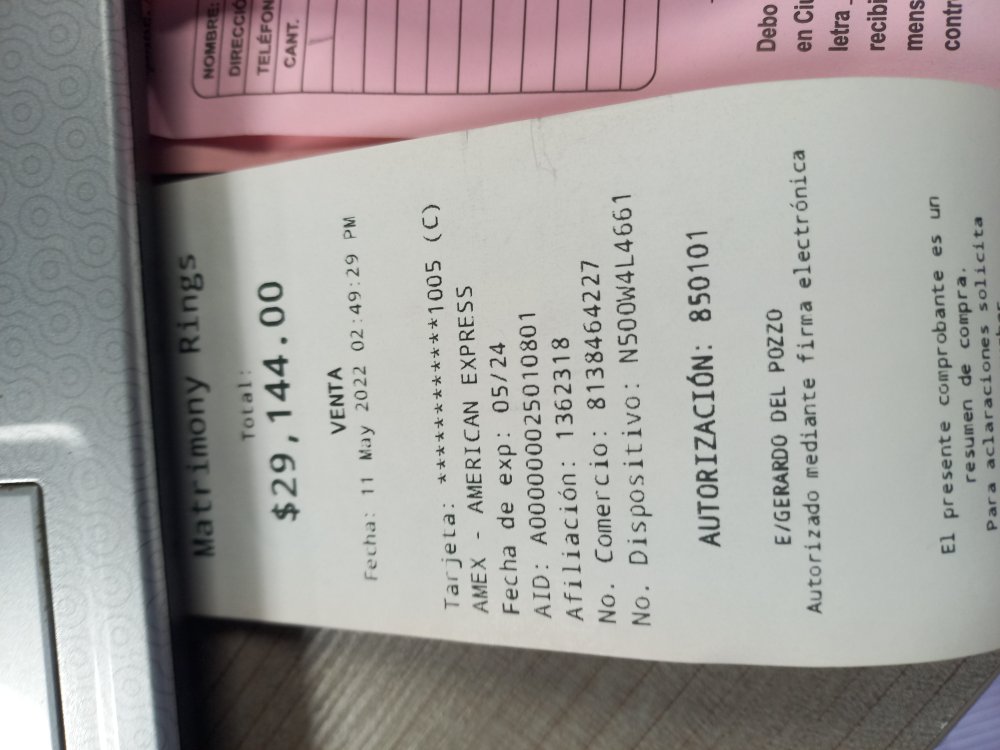 NOMBRE:
DIRECCIÓ
TELÉFON
CANT.
Debo
en Ciu
letra
recibi
mens
contr
Matrimony Rings
Total:
$29,144.00
VENTA
Fecha: 11 May 2022 02:49:29 PM
Tarjeta: ************1005 (C)
AMEX - AMERICAN EXPRESS
Fecha de exp: 05/24
AID: A000000025010801
Afiliación: 1362318
No. Comercio: 8138464227
No. Dispositivo: N500W4L4661
AUTORIZACIÓN: 850101
E/GERARDO DEL POZZO
Autorizado mediante firma electrónica
El presente comprobante es un
resumen de compra.
Para aclaraciones solicita